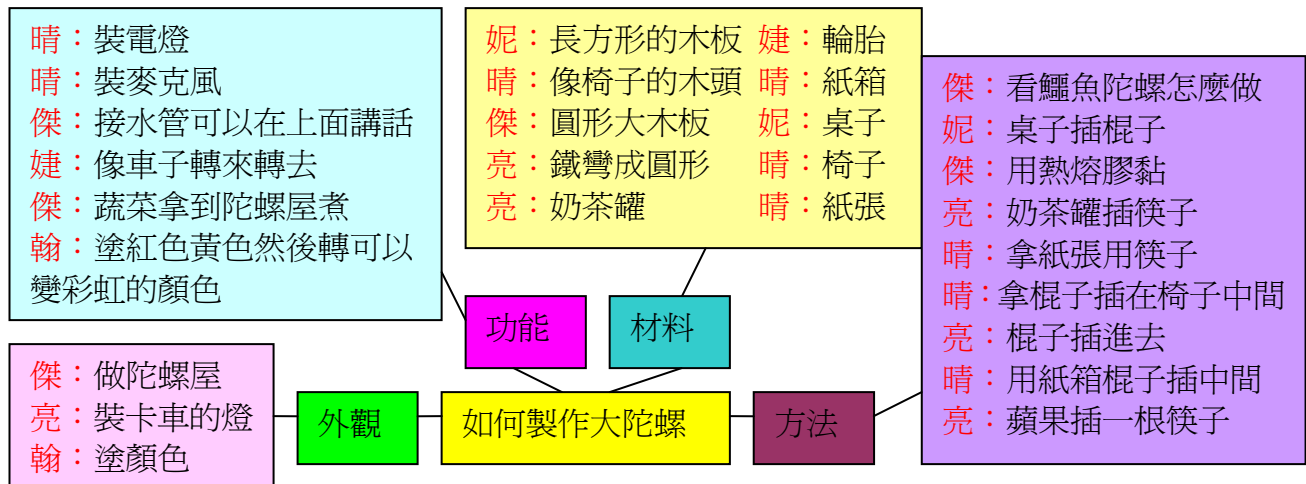 晴：裝電燈
晴：裝麥克風
傑：接水管可以在上面講話
婕：像車子轉來轉去
傑：蔬菜拿到陀螺屋煮
翰：塗紅色黃色然後轉可以
變彩虹的顏色
妮：長方形的木板 婕：輪胎
晴：像椅子的木頭 晴：紙箱
傑：圓形大木板 妮：桌子
亮：鐵彎成圓形 晴：椅子
亮：奶茶罐 晴：紙張
傑：看鱷魚陀螺怎麼做
妮：桌子插棍子
傑：用熱熔膠黏
亮：奶茶罐插筷子
晴：拿紙張用筷子
晴：拿棍子插在椅子中間
亮：棍子插進去
晴：用紙箱棍子插中間
亮：蘋果插一根筷子
功能
材料
傑：做陀螺屋
亮：裝卡車的燈
翰：塗顏色
外觀
如何製作大陀螺
方法